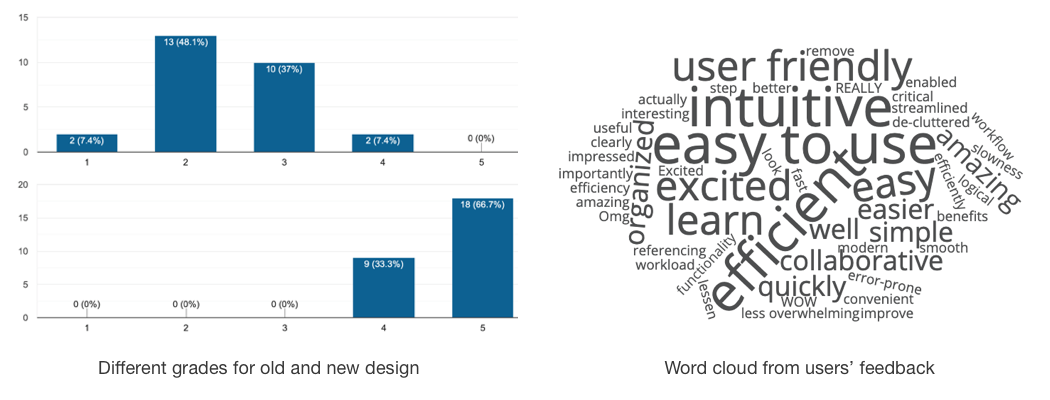 15
10
5
0
2 (7.4%)
13 (48.1%)
10 (37%)
2 (7.4%)
0 (0%)
1 2 3 4 5
20
15
10
5
0
0 (0%)
0 (0%)
0 (0%)
9 (33.3%)
18 (66.7%)
1 2 3 4 5
Different grades for old and new design
remove
user friendly
step
better
REALLY
enabled
actually
critical
interesting
intuitive
streamlined
useful
de-cluttered
workflow
clearly
organized
easy to use
amazing
slowness
impressed
look
fast
efficiently
logical
importantly
Excited
efficiency
excited
efficient
easy
amazing
Omg
learn
easier
benefits
well
simple
referencing
functionality
modern
smooth
workload
collaborative
lessen
quickly
error-prone
WOW
convenient
less overwhelming
improve
Word cloud from users’ feedback